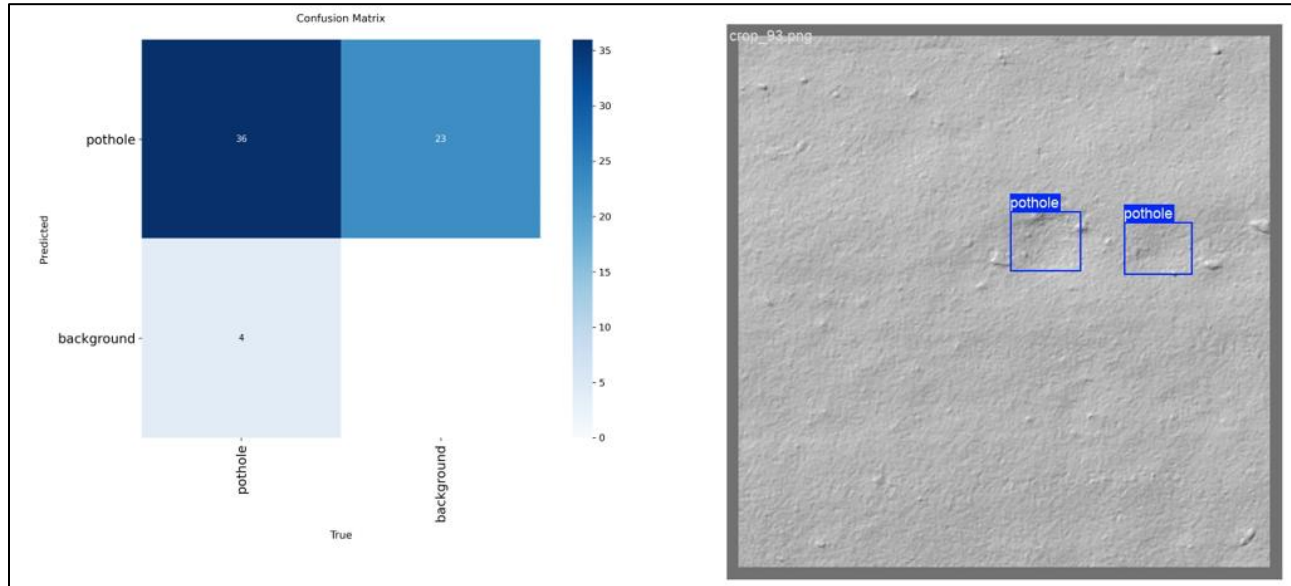 Confusion Matrix
Predicted
pothole
background
36
23
4
pothole
background
True
35
30
25
20
15
10
5
0
crop_93.png
pothole
pothole